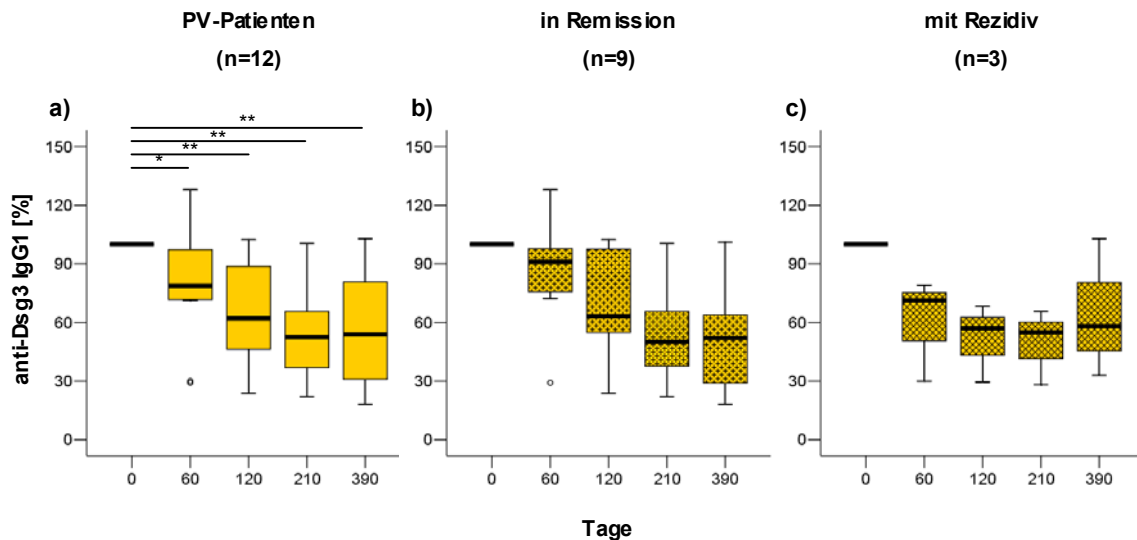 PV-Patienten
(n=12)
in Remission
(n=9)
mit Rezidiv
(n=3)
a)
b)
c)
**
**
**
*
anti-Dsg3 IgG1 [%]
150
120
90
60
30
0
0 60 120 210 390
150
120
90
60
30
0
0 60 120 210 390
150
120
90
60
30
0
0 60 120 210 390
Tage